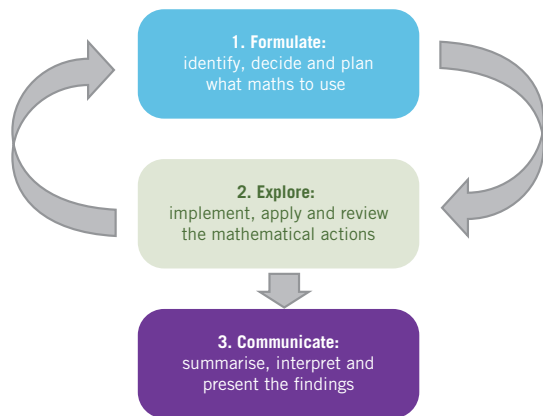 1. Formulate:
identify, decide and plan
what maths to use
2. Explore:
implement, apply and review
the mathematical actions
3. Communicate:
summarise, interpret and
present the findings